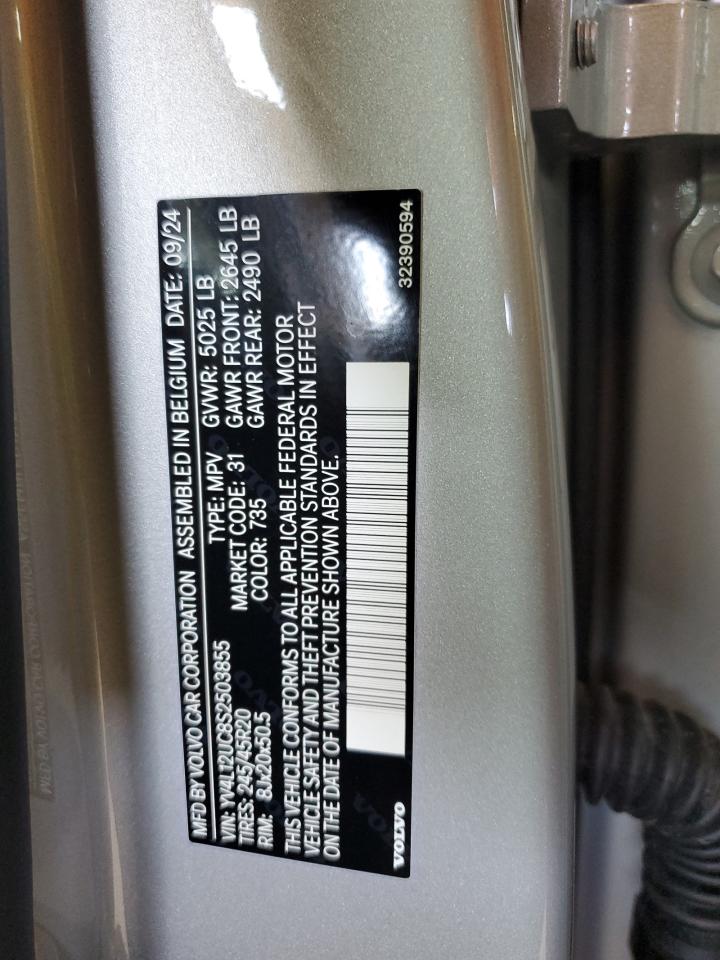 MFD BY VOLVO CAR CORPORATION ASSEMBLED IN BELGIUM DATE: 09/24
VIN: YV4L12UC8S2503855 TYPE: MPV GVWR: 5025 LB
TIRES: 245/45R20 MARKET CODE: 31 GAWR FRONT: 2645 LB
RIM: 8Jx20x50.5 COLOR: 735 GAWR REAR: 2490 LB
THIS VEHICLE CONFORMS TO ALL APPLICABLE FEDERAL MOTOR
VEHICLE SAFETY AND THEFT PREVENTION STANDARDS IN EFFECT
ON THE DATE OF MANUFACTURE SHOWN ABOVE.
VOLVO 32390594